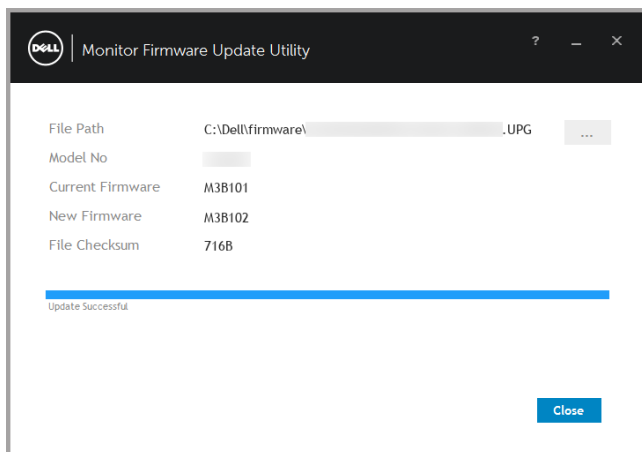 DELL Monitor Firmware Update Utility ? _ ×
File Path C:\Dell\firmware\ .UPG ...
Model No
Current Firmware M3B101
New Firmware M3B102
File Checksum 716B
Update Successful
Close